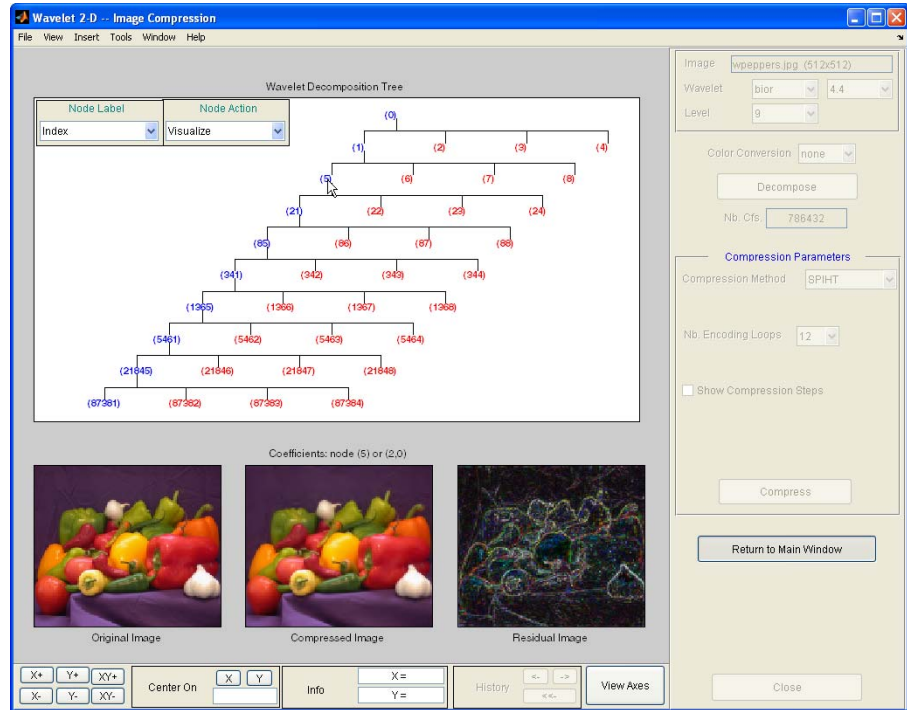 Wavelet 2-D -- Image Compression
File View Insert Tools Window Help
Wavelet Decomposition Tree
Node Label
Node Action
Index
Visualize
(0)
(1) (2) (3) (4)
(5) (6) (7) (8)
(21) (22) (23) (24)
(85) (86) (87) (88)
(341) (342) (343) (344)
(1365) (1366) (1367) (1368)
(5461) (5462) (5463) (5464)
(21845) (21846) (21847) (21848)
(87381) (87382) (87383) (87384)
Coefficients: node (5) or (2,0)
Original Image
Compressed Image
Residual Image
X+ Y+ XY+
X- Y- XY-
Center On
X Y
Info
X =
Y =
History
<- ->
<<-
View Axes
Image wpeppers.jpg (512x512)
Wavelet bior 4.4
Level 9
Color Conversion none
Decompose
Nb. Cfs. 786432
Compression Parameters
Compression Method SPIHT
Nb. Encoding Loops 12
Show Compression Steps
Compress
Return to Main Window
Close